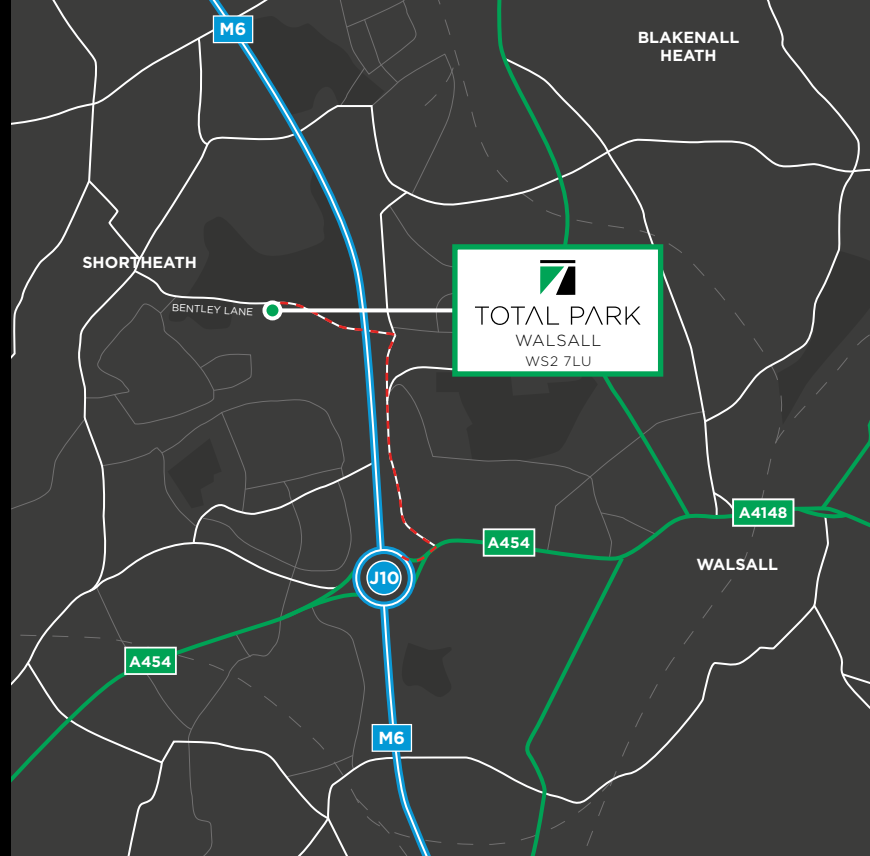 M6
BLAKENALL
HEATH
SHORTHEATH
BENTLEY LANE
TOTAL PARK
WALSALL
WS2 7LU
A4148
A454
WALSALL
J10
A454
M6